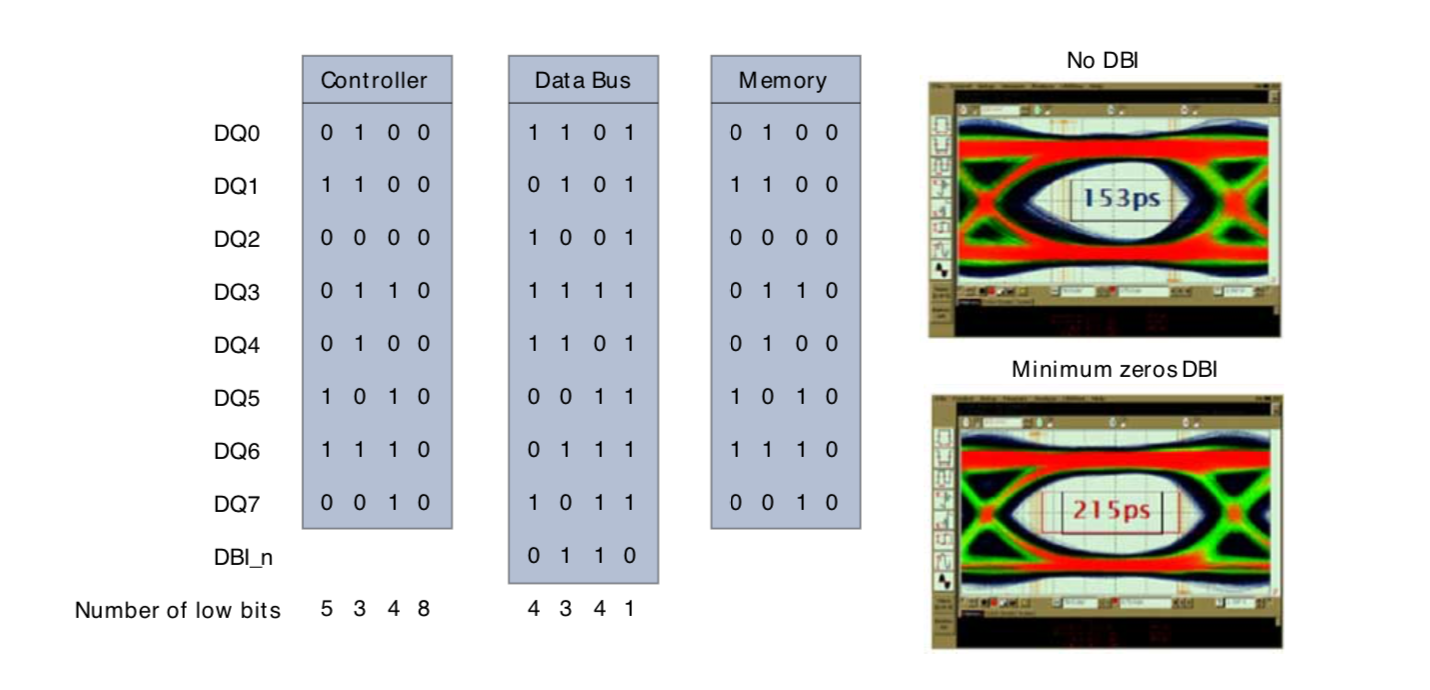 No DBI
Controller Data Bus Memory
DQ0 0 1 0 0 1 1 0 1 0 1 0 0
DQ1 1 1 0 0 0 1 0 1 1 1 0 0
153ps
DQ2 0 0 0 0 1 0 0 1 0 0 0 0
DQ3 0 1 1 0 1 1 1 1 0 1 1 0
DQ4 0 1 0 0 1 1 0 1 0 1 0 0
Minimum zeros DBI
DQ5 1 0 1 0 0 0 1 1 1 0 1 0
DQ6 1 1 1 0 0 1 1 1 1 1 1 0
DQ7 0 0 1 0 1 0 1 1 0 0 1 0
215ps
DBI_n 0 1 1 0
Number of low bits 5 3 4 8 4 3 4 1